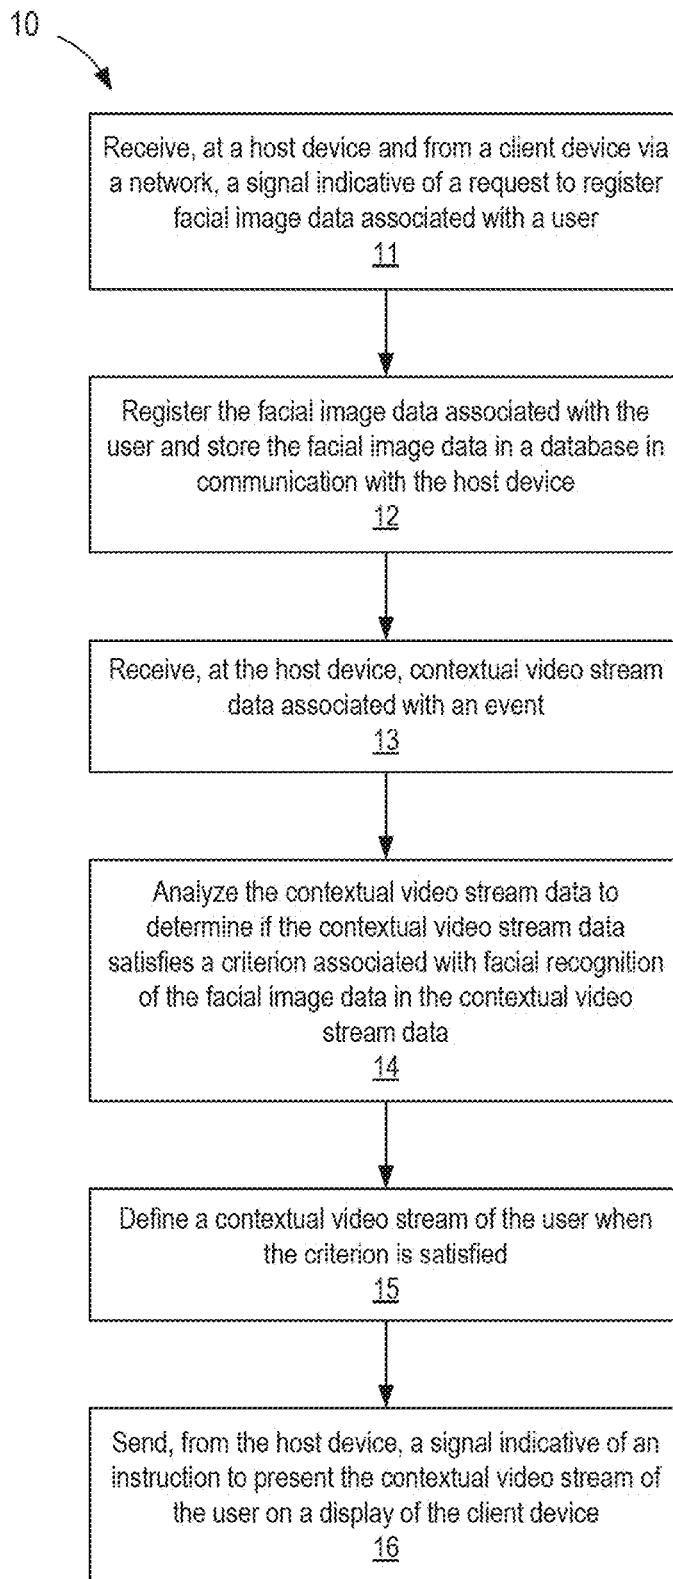 10
Receive, at a host device and from a client device via
a network, a signal indicative of a request to register
facial image data associated with a user
11
Register the facial image data associated with the
user and store the facial image data in a database in
communication with the host device
12
Receive, at the host device, contextual video stream
data associated with an event
13
Analyze the contextual video stream data to
determine if the contextual video stream data
satisfies a criterion associated with facial recognition
of the facial image data in the contextual video
stream data
14
Define a contextual video stream of the user when
the criterion is satisfied
15
Send, from the host device, a signal indicative of an
instruction to present the contextual video stream of
the user on a display of the client device
16